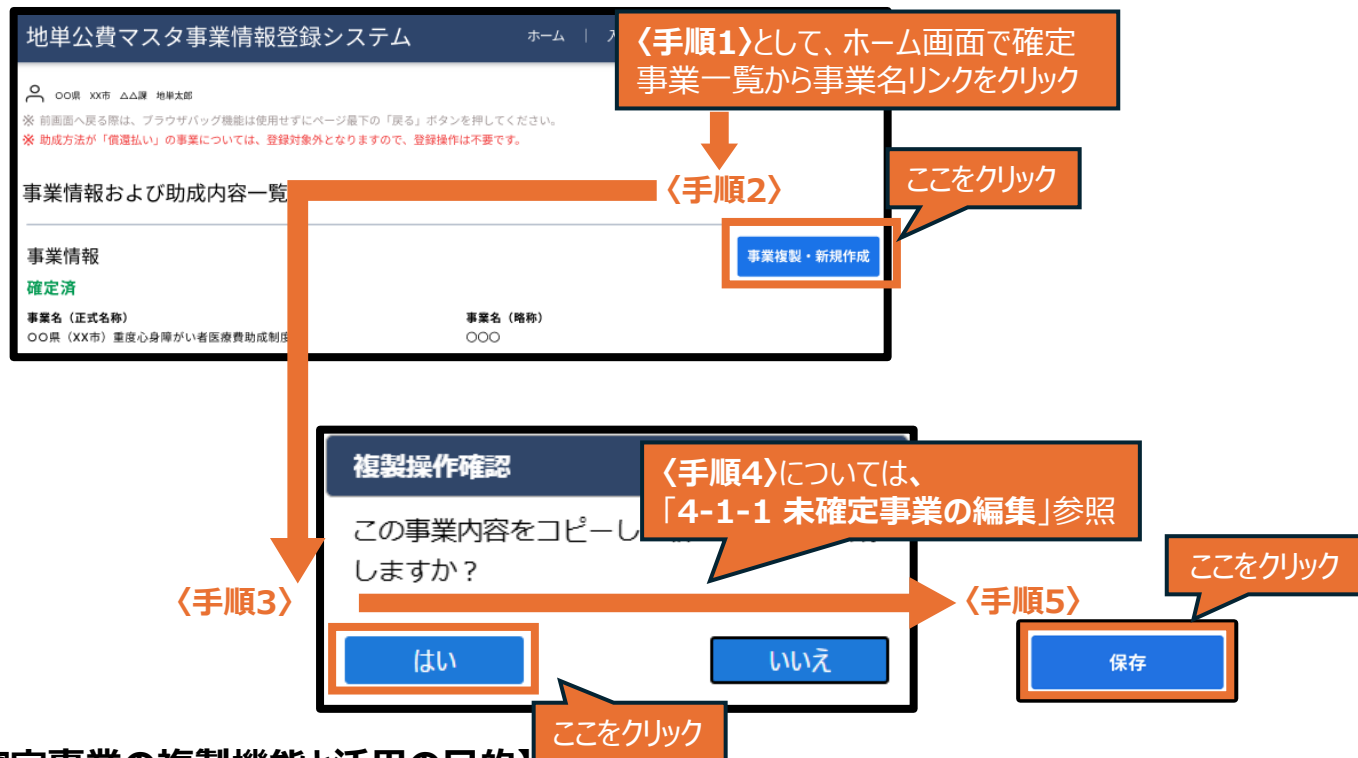 地単公費マスタ事業情報登録システム
ホーム |
〈手順1〉として、ホーム画面で確定
事業一覧から事業名リンクをクリック
○○県 XX市 △△課 地単太郎
※ 前画面へ戻る際は、ブラウザバッグ機能は使用せずにページ最下の「戻る」ボタンを押してください。
※ 助成方法が「償還払い」の事業については、登録対象外となりますので、登録操作は不要です。
ここをクリック
〈手順2〉
事業情報および助成内容一覧
事業情報
事業複製・新規作成
確定済
事業名(正式名称)
事業名(略称)
○○県(XX市)重度心身障がい者医療費助成制度
○○○
複製操作確認
〈手順4〉については、
「4-1-1 未確定事業の編集」参照
この事業内容をコピーし
しますか?
ここをクリック
〈手順3〉
〈手順5〉
はい
いいえ
保存
ここをクリック
定事業の複製機能と活用の目的】